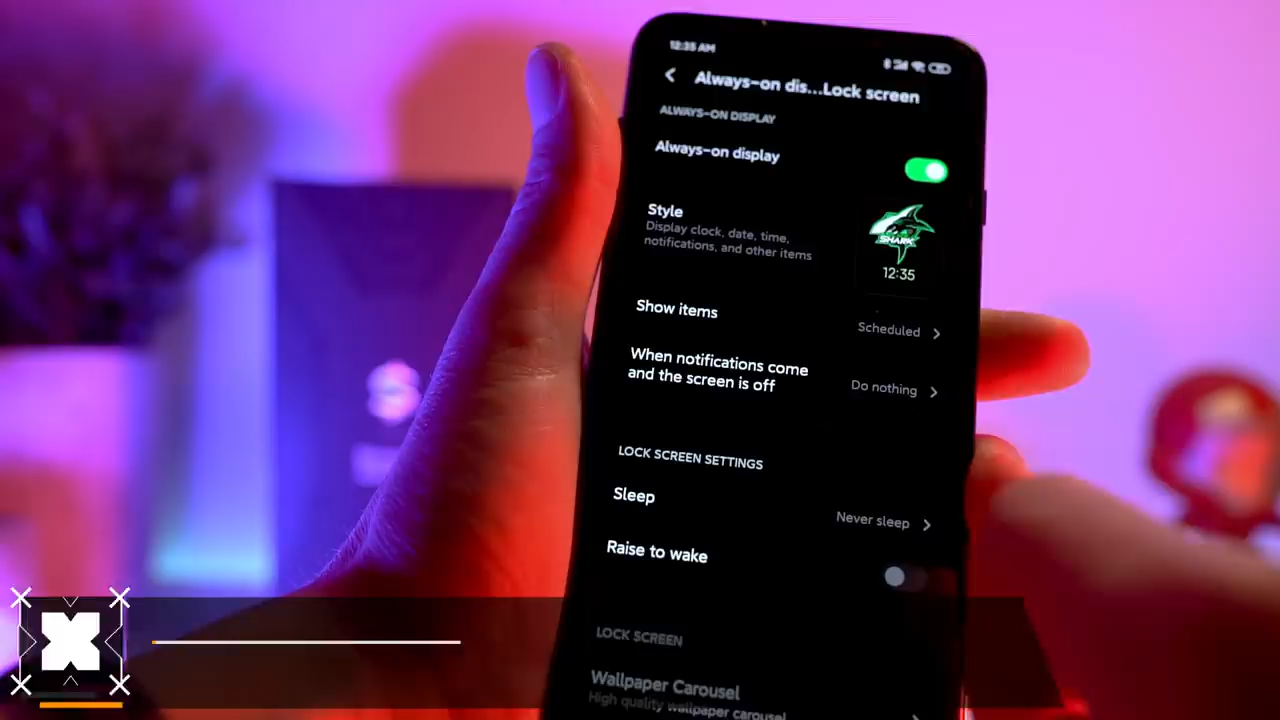 12:35 AM
Always-on dis...Lock screen
ALWAYS-ON DISPLAY
Always-on display
Style
Display clock, date, time,
notifications, and other items
SHARK
12:35
Show items
Scheduled
When notifications come
and the screen is off
Do nothing
LOCK SCREEN SETTINGS
Sleep
Never sleep
Raise to wake
LOCK SCREEN
Wallpaper Carousel
High quality wallpaper carousel